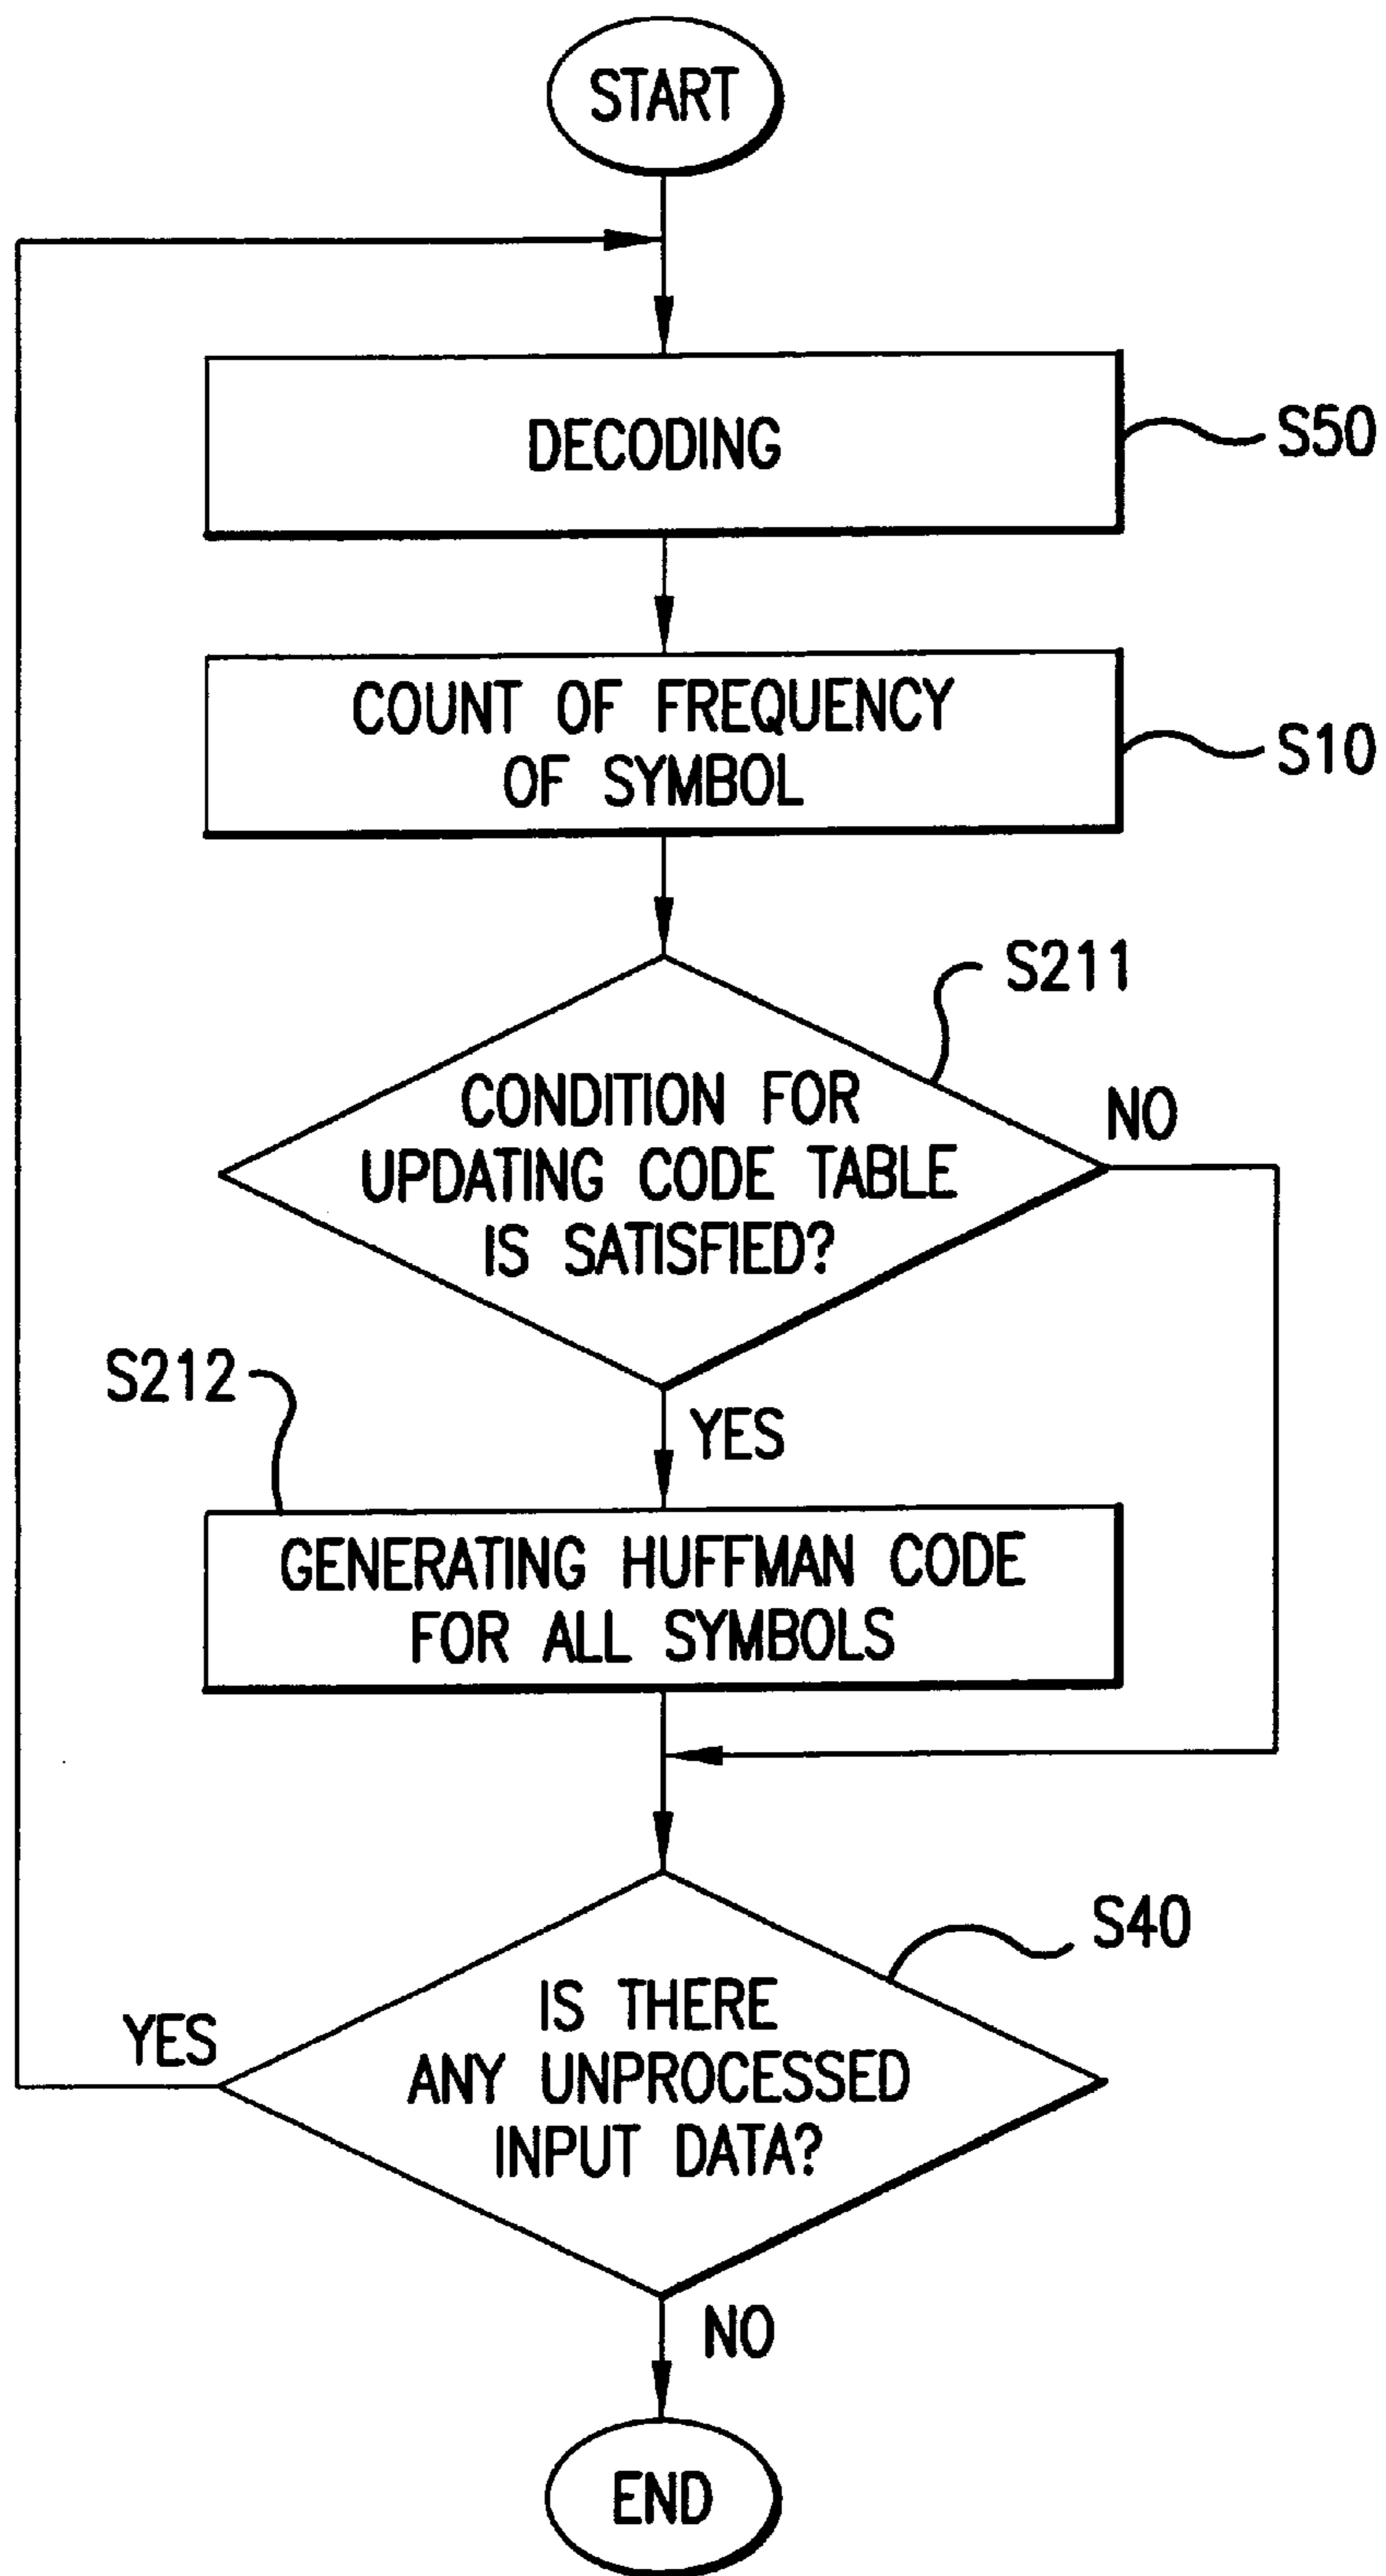 START
DECODING
S50
COUNT OF FREQUENCY
OF SYMBOL
S10
S211
CONDITION FOR
UPDATING CODE TABLE
IS SATISFIED?
NO
S212
YES
GENERATING HUFFMAN CODE
FOR ALL SYMBOLS
S40
IS THERE
ANY UNPROCESSED
INPUT DATA?
YES
NO
END